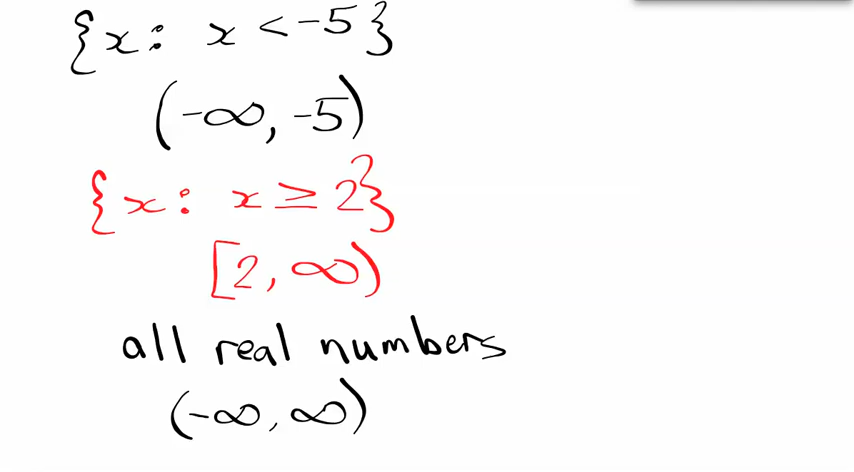 {x: x < -5}
(-∞, -5)
{x: x ≥ 2}
[2, ∞)
all real numbers
(-∞, ∞)